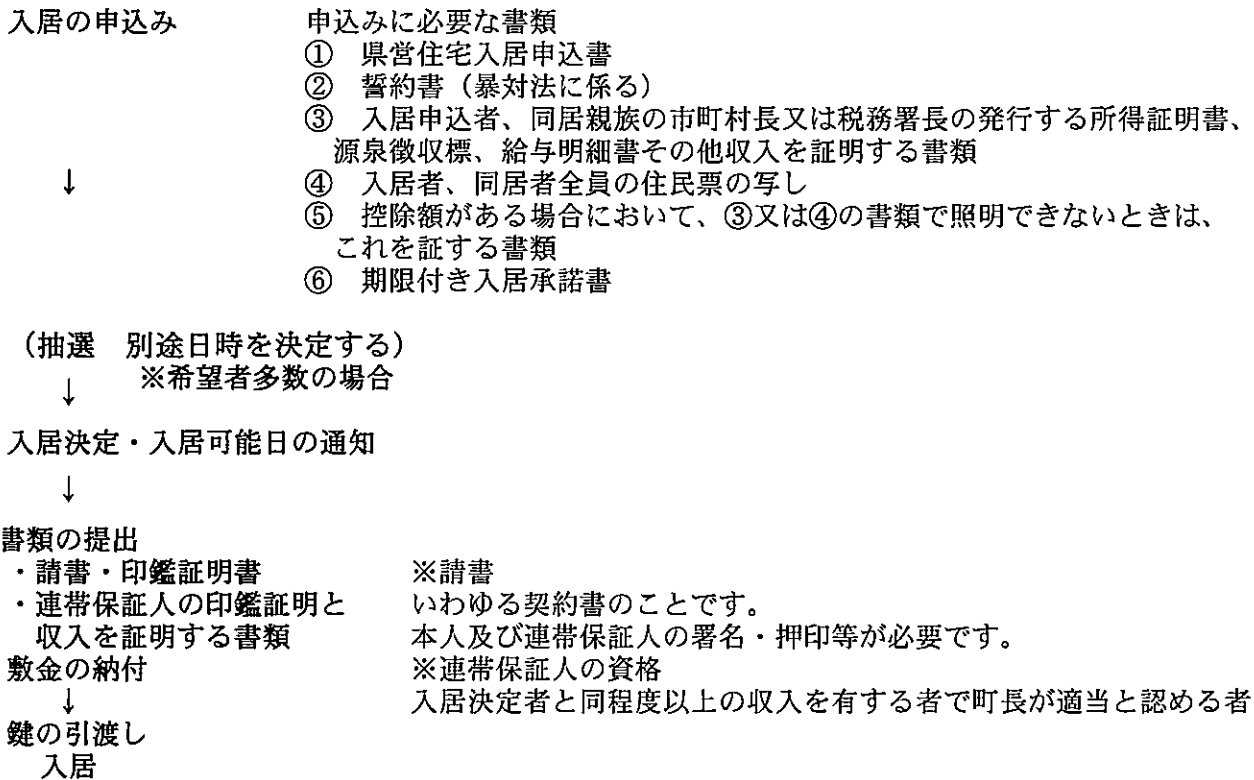 入居の申込み　申込みに必要な書類
①　県営住宅入居申込書
②　誓約書（暴対法に係る）
③　入居申込者、同居親族の市町村長又は税務署長の発行する所得証明書、
源泉徴収標、給与明細書その他収入を証明する書類
↓　④　入居者、同居者全員の住民票の写し
⑤　控除額がある場合において、③又は④の書類で照明できないときは、
これを証する書類
⑥　期限付き入居承諾書
（抽選　別途日時を決定する）
↓　※希望者多数の場合
入居決定・入居可能日の通知
↓
書類の提出
・請書・印鑑証明書　※請書
・連帯保証人の印鑑証明と　いわゆる契約書のことです。
収入を証明する書類　本人及び連帯保証人の署名・押印等が必要です。
敷金の納付　※連帯保証人の資格
↓　入居決定者と同程度以上の収入を有する者で町長が適当と認める者
鍵の引渡し
入居